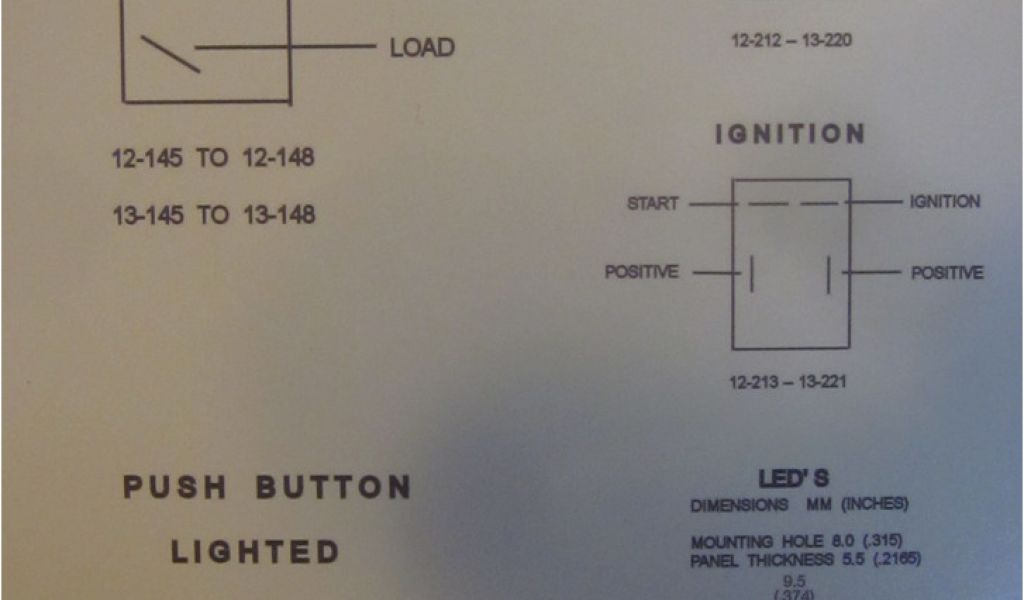 LOAD
12-145 TO 12-148
13-145 TO 13-148
PUSH BUTTON
LIGHTED
12-212 – 13-220
IGNITION
START IGNITION
POSITIVE POSITIVE
12-213 – 13-221
LED'S
DIMENSIONS MM (INCHES)
MOUNTING HOLE 8.0 (.315)
PANEL THICKNESS 5.5 (.2165)
9.5
(.374)